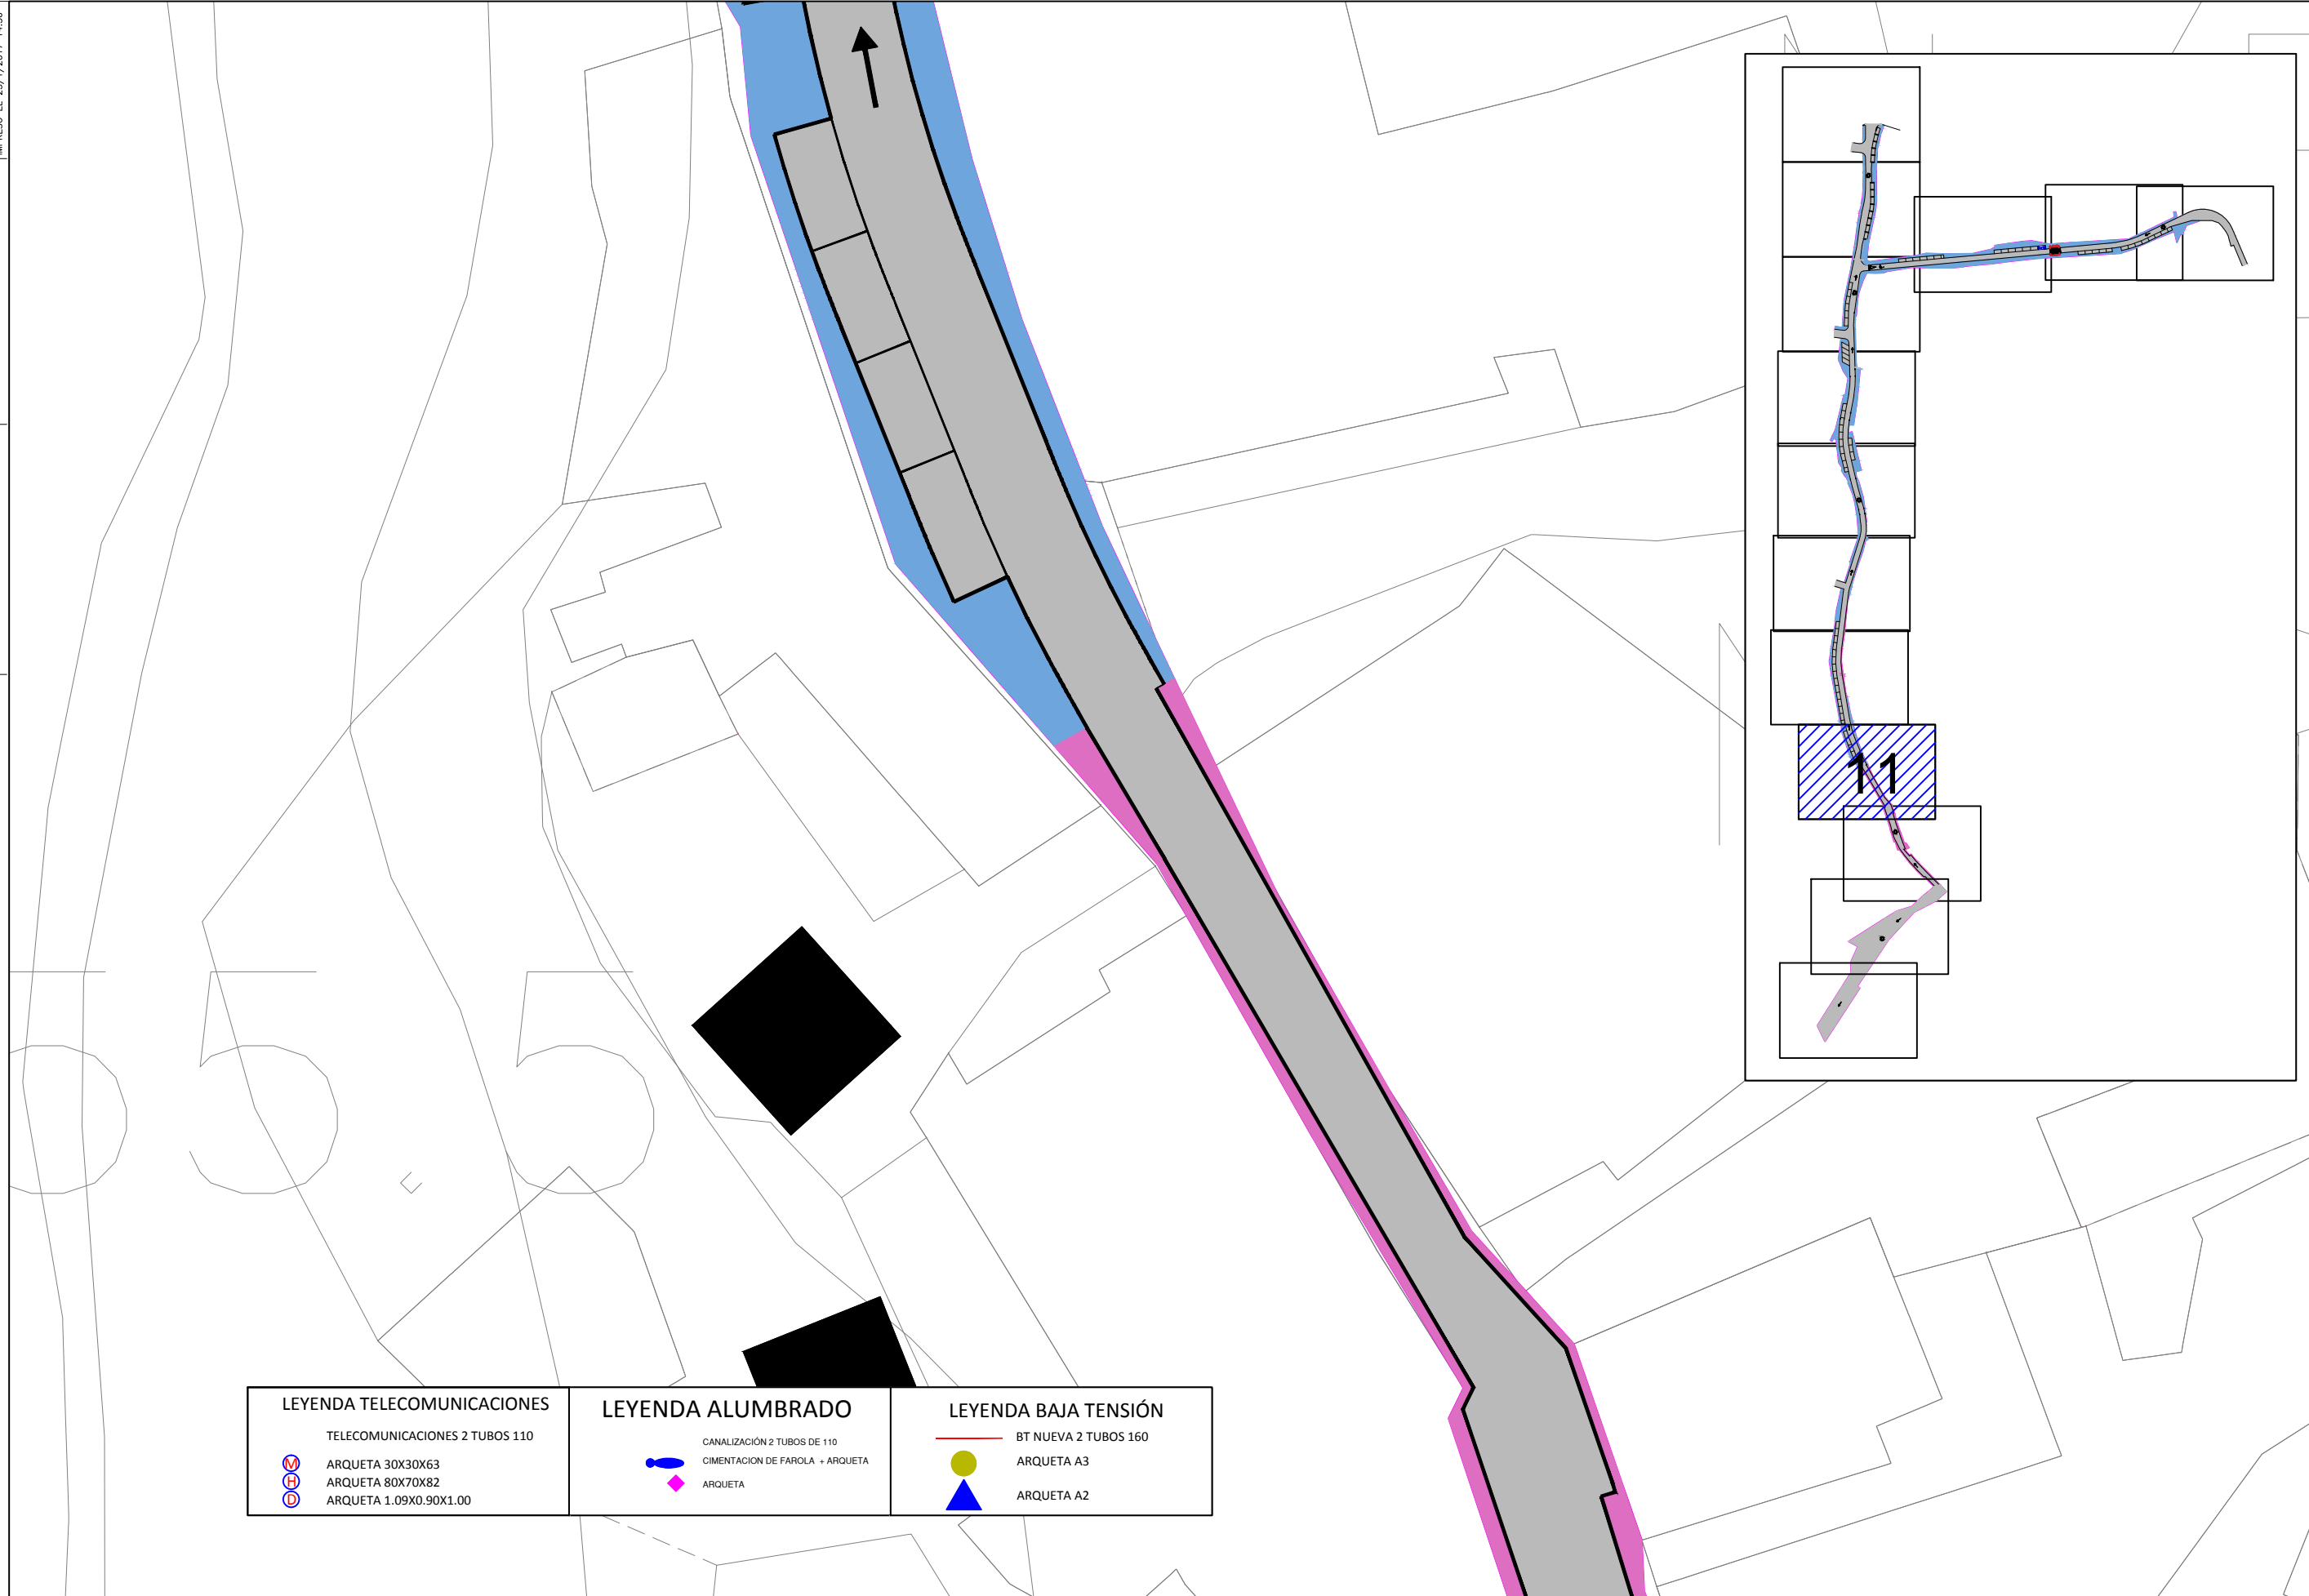 11
LEYENDA TELECOMUNICACIONES
TELECOMUNICACIONES 2 TUBOS 110
M ARQUETA 30X30X63
H ARQUETA 80X70X82
D ARQUETA 1.09X0.90X1.00
LEYENDA ALUMBRADO
CANALIZACIÓN 2 TUBOS DE 110
CIMENTACION DE FAROLA + ARQUETA
ARQUETA
LEYENDA BAJA TENSIÓN
BT NUEVA 2 TUBOS 160
ARQUETA A3
ARQUETA A2